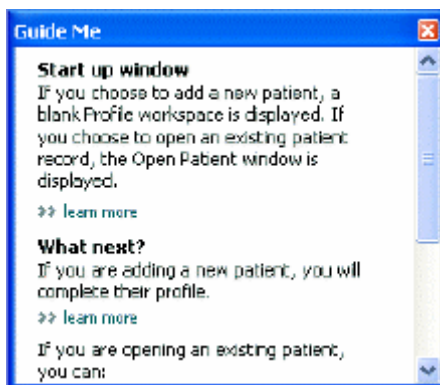 Guide Me
Start up window
If you choose to add a new patient, a
blank Profile workspace is displayed. If
you choose to open an existing patient
record, the Open Patient window is
displayed.
>> learn more
What next?
If you are adding a new patient, you will
complete their profile.
>> learn more
If you are opening an existing patient,
you can: